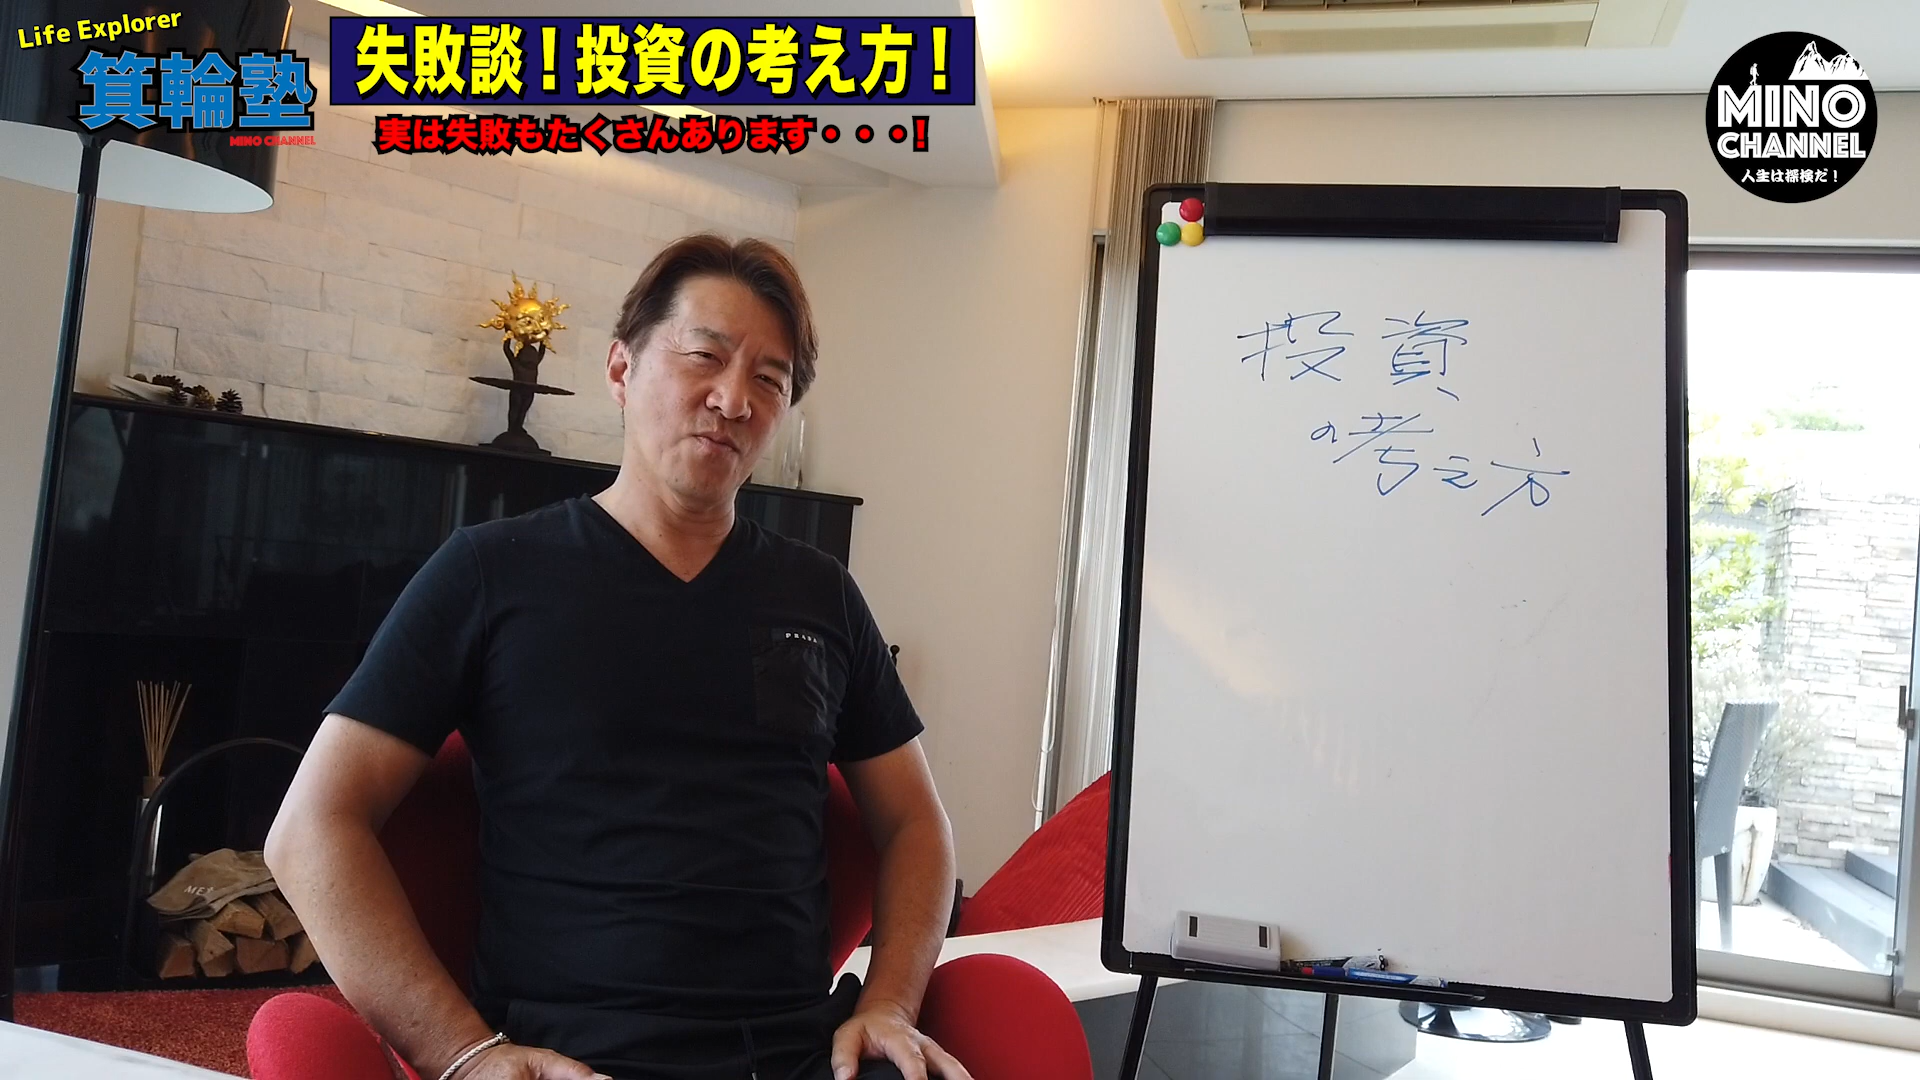 Life Explorer
箕輪塾
MINO CHANNEL
失敗談！投資の考え方！
実は失敗もたくさんあります・・・！
MINO
CHANNEL
人生は探検だ！
投資
の考え方
PRADA